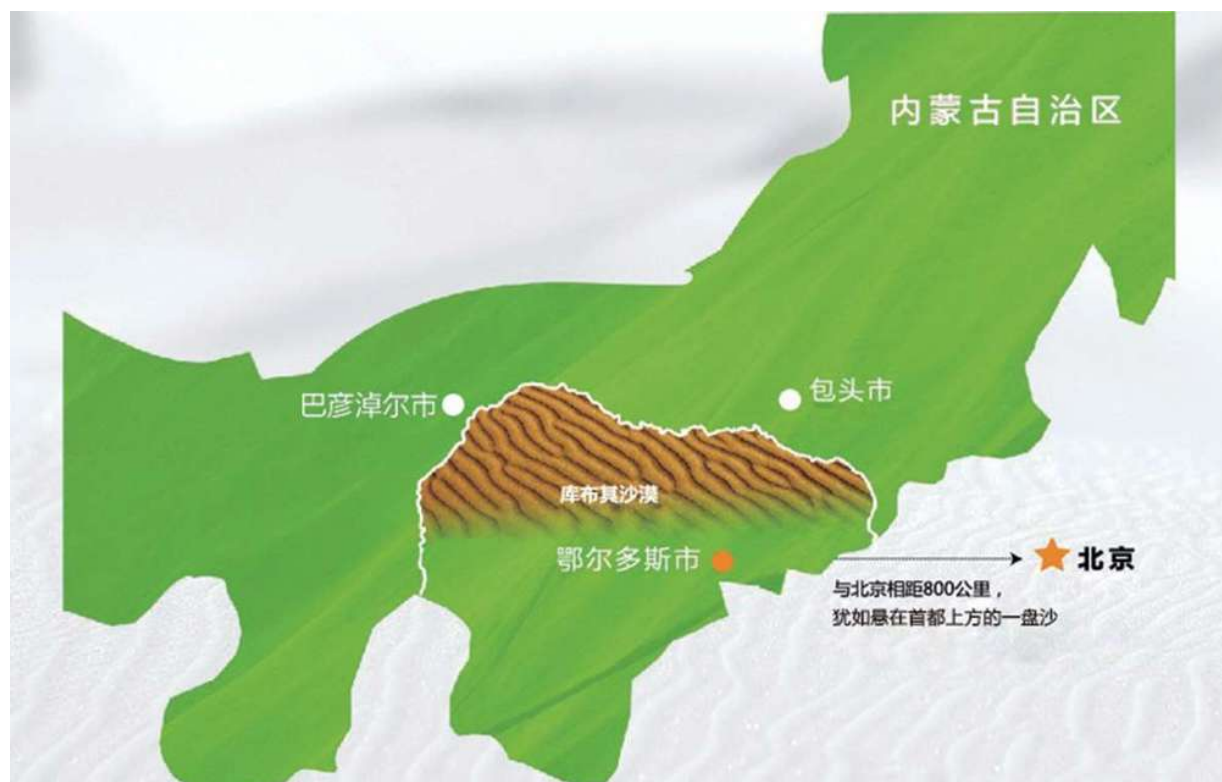 内蒙古自治区
巴彦淖尔市
包头市
库布其沙漠
鄂尔多斯市
北京
与北京相距800公里，
犹如悬在首都上方的一盘沙